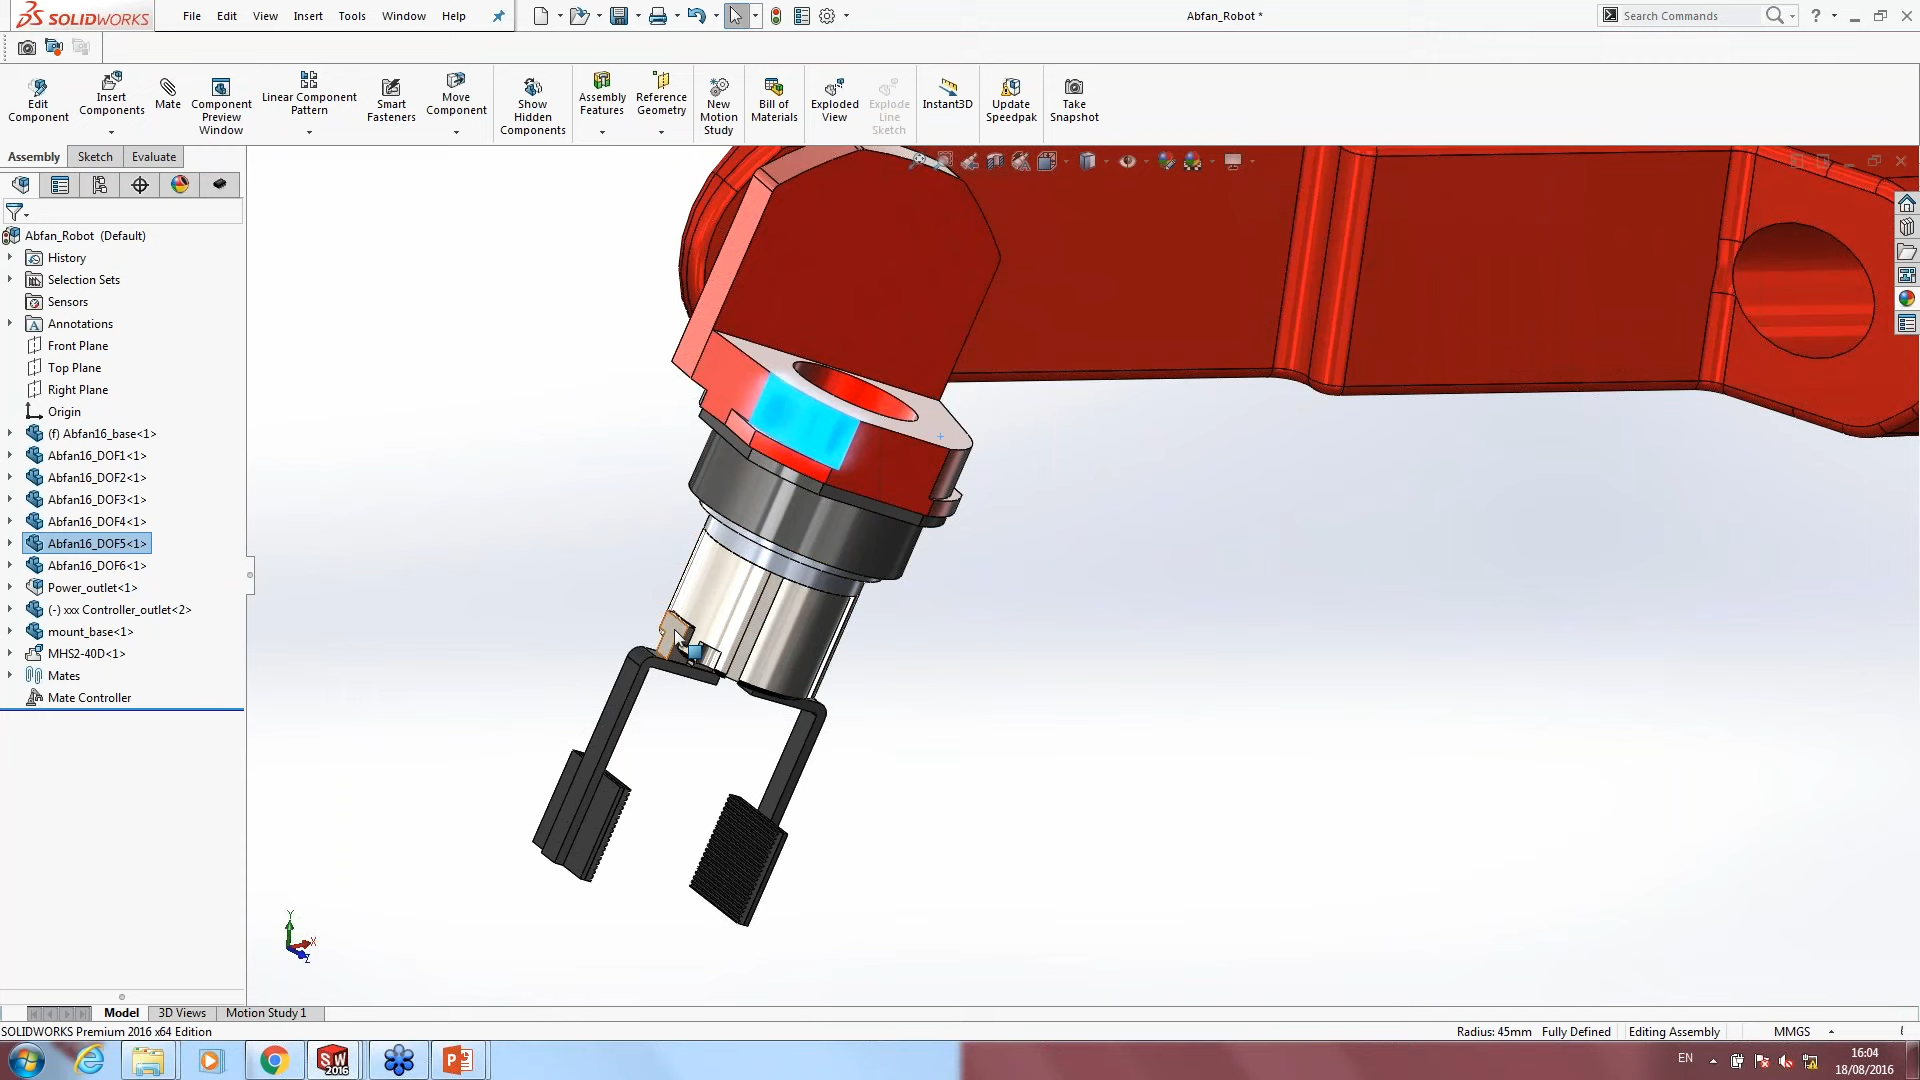 SOLIDWORKS
File Edit View Insert Tools Window Help
Abfan_Robot *
Search Commands
?
Edit Component
Insert Components
Mate
Component Preview Window
Linear Component Pattern
Smart Fasteners
Move Component
Show Hidden Components
Assembly Features
Reference Geometry
New Motion Study
Bill of Materials
Exploded View
Explode Line Sketch
Instant3D
Update Speedpak
Take Snapshot
Assembly Sketch Evaluate
Abfan_Robot (Default)
History
Selection Sets
Sensors
Annotations
Front Plane
Top Plane
Right Plane
Origin
(f) Abfan16_base<1>
Abfan16_DOF1<1>
Abfan16_DOF2<1>
Abfan16_DOF3<1>
Abfan16_DOF4<1>
Abfan16_DOF5<1>
Abfan16_DOF6<1>
Power_outlet<1>
(-) xxx Controller_outlet<2>
mount_base<1>
MHS2-40D<1>
Mates
Mate Controller
Y
X
Z
Model 3D Views Motion Study 1
SOLIDWORKS Premium 2016 x64 Edition
Radius: 45mm Fully Defined Editing Assembly MMGS
SW 2016
EN
16:04
18/08/2016